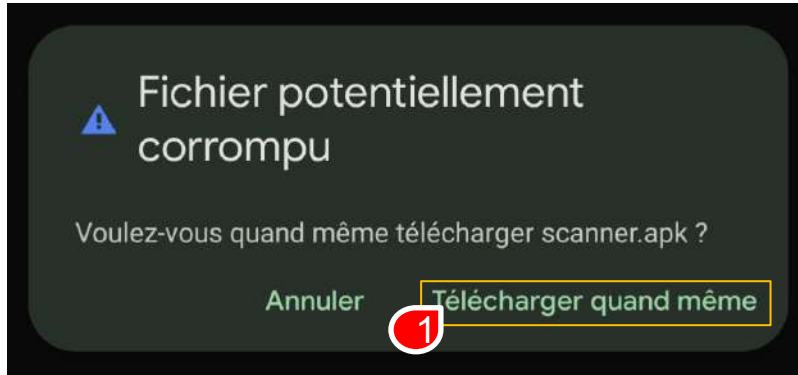 Fichier potentiellement
corrompu
Voulez-vous quand même télécharger scanner.apk ?
Annuler
Télécharger quand même
1